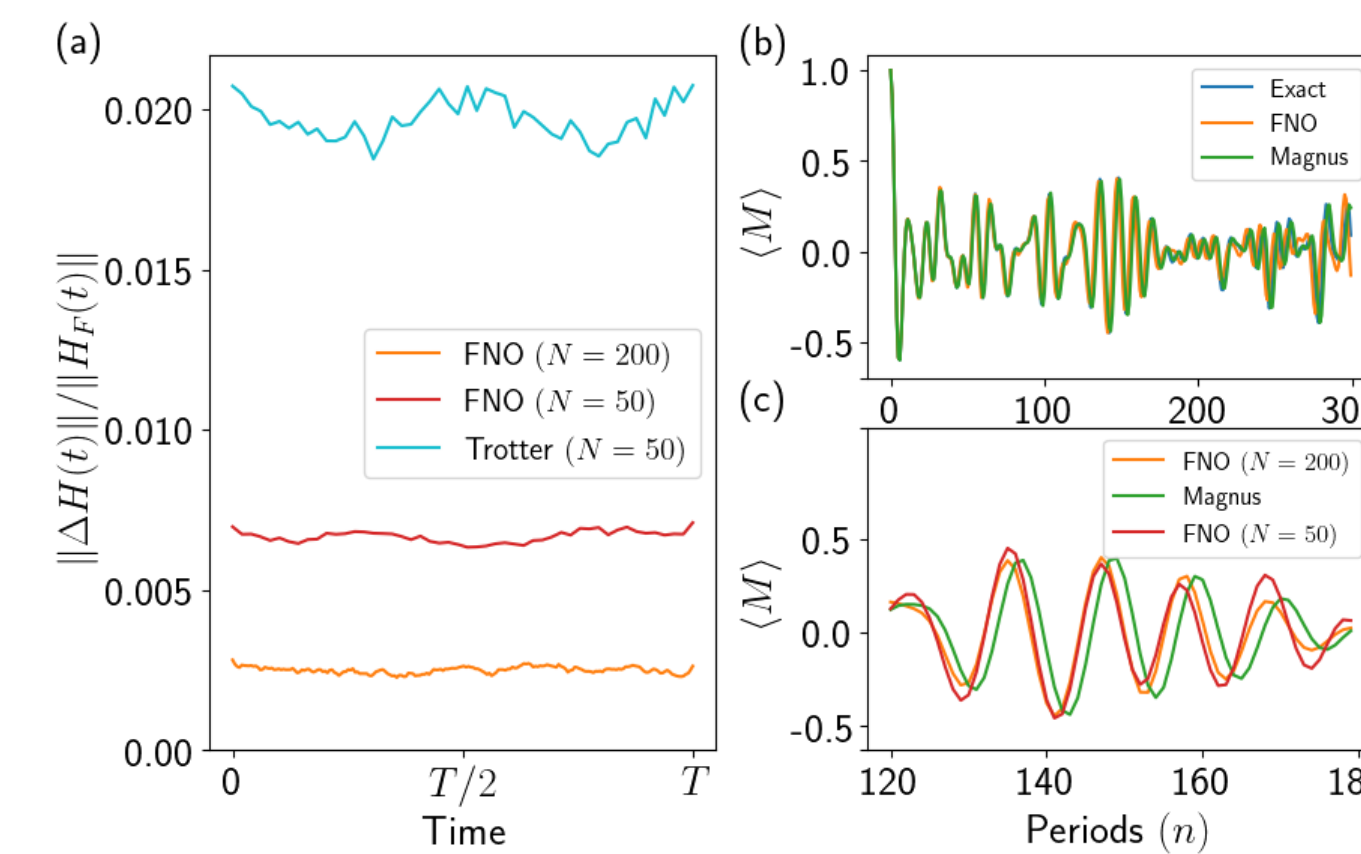 (a)
‖ΔH(t)‖/‖H_F(t)‖
0.020
0.015
0.010
0.005
0.00
FNO (N = 200)
FNO (N = 50)
Trotter (N = 50)
0
T/2
T
Time
(b)
⟨M⟩
1.0
0.5
0.0
-0.5
Exact
FNO
Magnus
0
100
200
30
(c)
⟨M⟩
0.5
0.0
-0.5
FNO (N = 200)
Magnus
FNO (N = 50)
120
140
160
18
Periods (n)